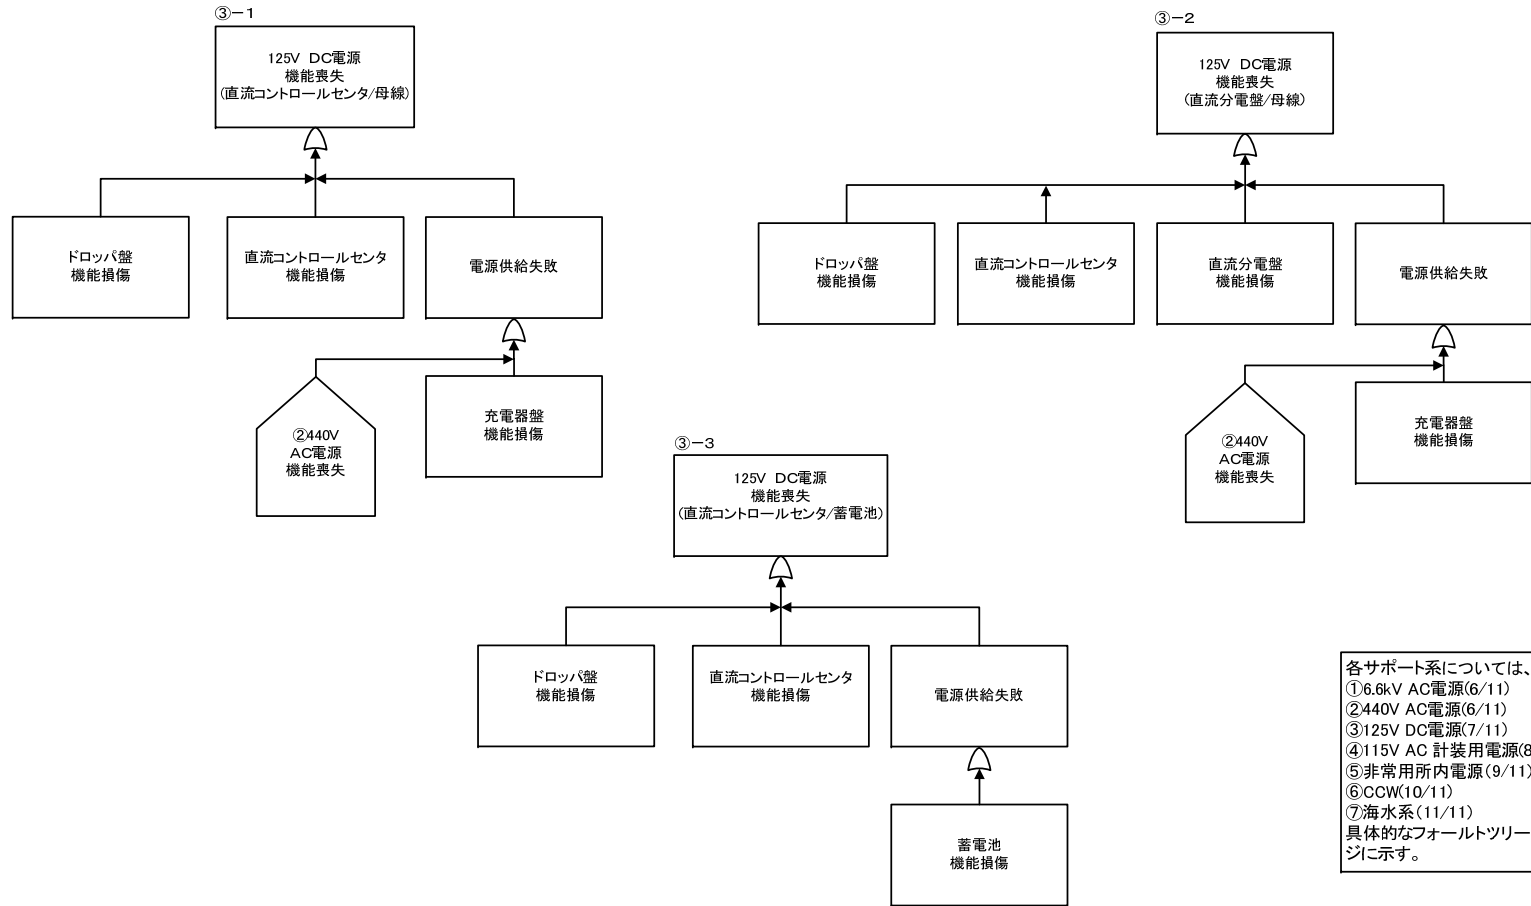 ③－1
125V DC電源
機能喪失
(直流コントロールセンタ/母線)
ドロッパ盤
機能損傷
直流コントロールセンタ
機能損傷
電源供給失敗
②440V
AC電源
機能喪失
充電器盤
機能損傷
③－2
125V DC電源
機能喪失
(直流分電盤/母線)
ドロッパ盤
機能損傷
直流コントロールセンタ
機能損傷
直流分電盤
機能損傷
電源供給失敗
②440V
AC電源
機能喪失
充電器盤
機能損傷
③－3
125V DC電源
機能喪失
(直流コントロールセンタ/蓄電池)
ドロッパ盤
機能損傷
直流コントロールセンタ
機能損傷
電源供給失敗
蓄電池
機能損傷
各サポート系については、
①6.6kV AC電源(6/11)
②440V AC電源(6/11)
③125V DC電源(7/11)
④115V AC 計装用電源(8
⑤非常用所内電源(9/11)
⑥CCW(10/11)
⑦海水系(11/11)
具体的なフォールトツリー
ジに示す。